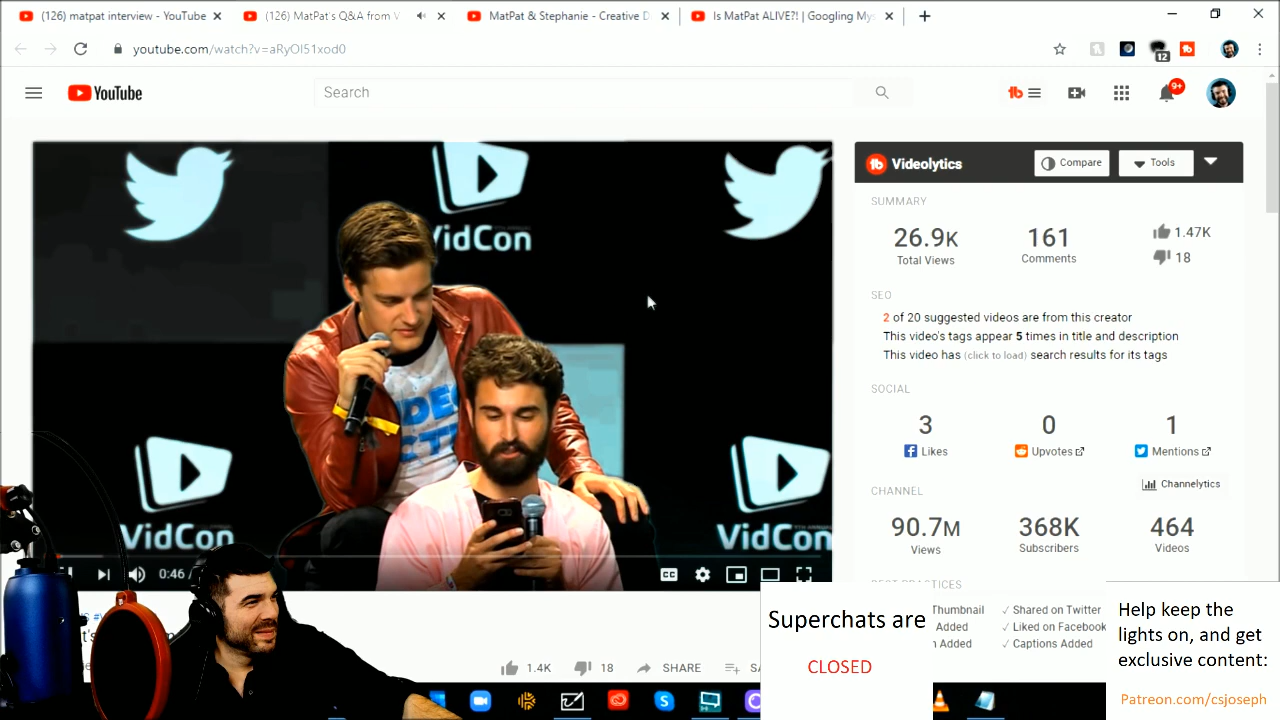 (126) matpat interview - YouTube
(126) MatPat's Q&A from V
MatPat & Stephanie - Creative D
Is MatPat ALIVE?! | Googling Mys
youtube.com/watch?v=aRyOI51xod0
12
YouTube
Search
9+
VidCon
VidCon
VidCon
0:46
CC
Videolytics
Compare
Tools
SUMMARY
26.9K
Total Views
161
Comments
1.47K
18
SEO
2 of 20 suggested videos are from this creator
This video's tags appear 5 times in title and description
This video has (click to load) search results for its tags
SOCIAL
3
Likes
0
Upvotes
1
Mentions
CHANNEL
Channelytics
90.7M
Views
368K
Subscribers
464
Videos
BEST PRACTICES
Thumbnail
✓ Shared on Twitter
Added
✓ Liked on Facebook
Added
✓ Captions Added
1.4K
18
SHARE
Superchats are
CLOSED
Help keep the
lights on, and get
exclusive content:
Patreon.com/csjoseph